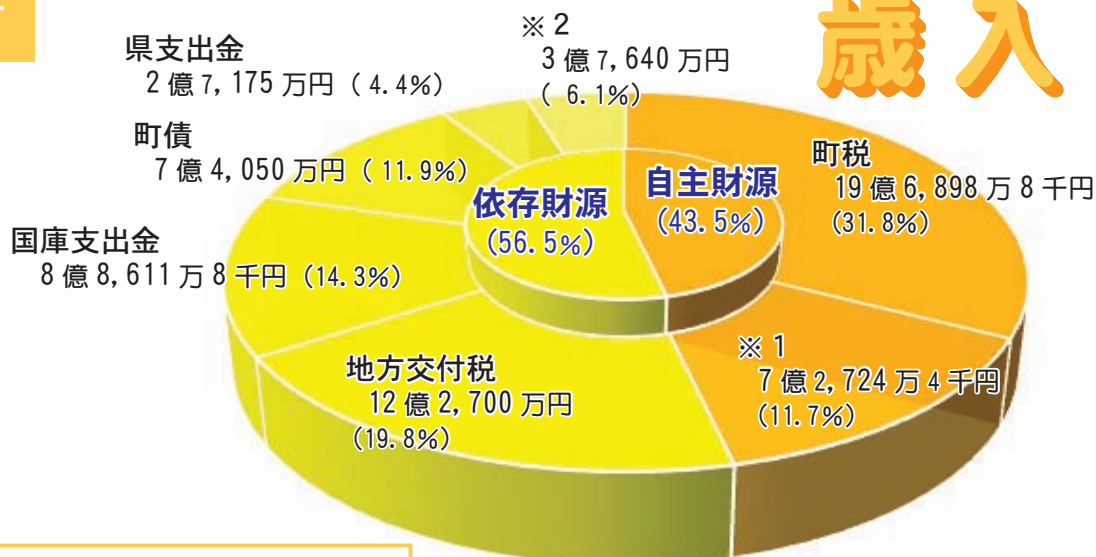 歳入
※2
3億7,640万円
(6.1%)
県支出金
2億7,175万円(4.4%)
町債
7億4,050万円(11.9%)
国庫支出金
8億8,611万8千円(14.3%)
地方交付税
12億2,700万円
(19.8%)
依存財源
(56.5%)
自主財源
(43.5%)
町税
19億6,898万8千円
(31.8%)
※1
7億2,724万4千円
(11.7%)